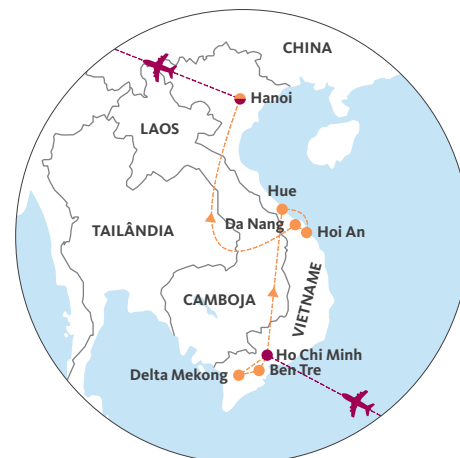 CHINA
Hanoi
LAOS
Hue
Da Nang
Hoi An
TAILÂNDIA
VIETNAME
CAMBOJA
Ho Chi Minh
Ben Tre
Delta Mekong